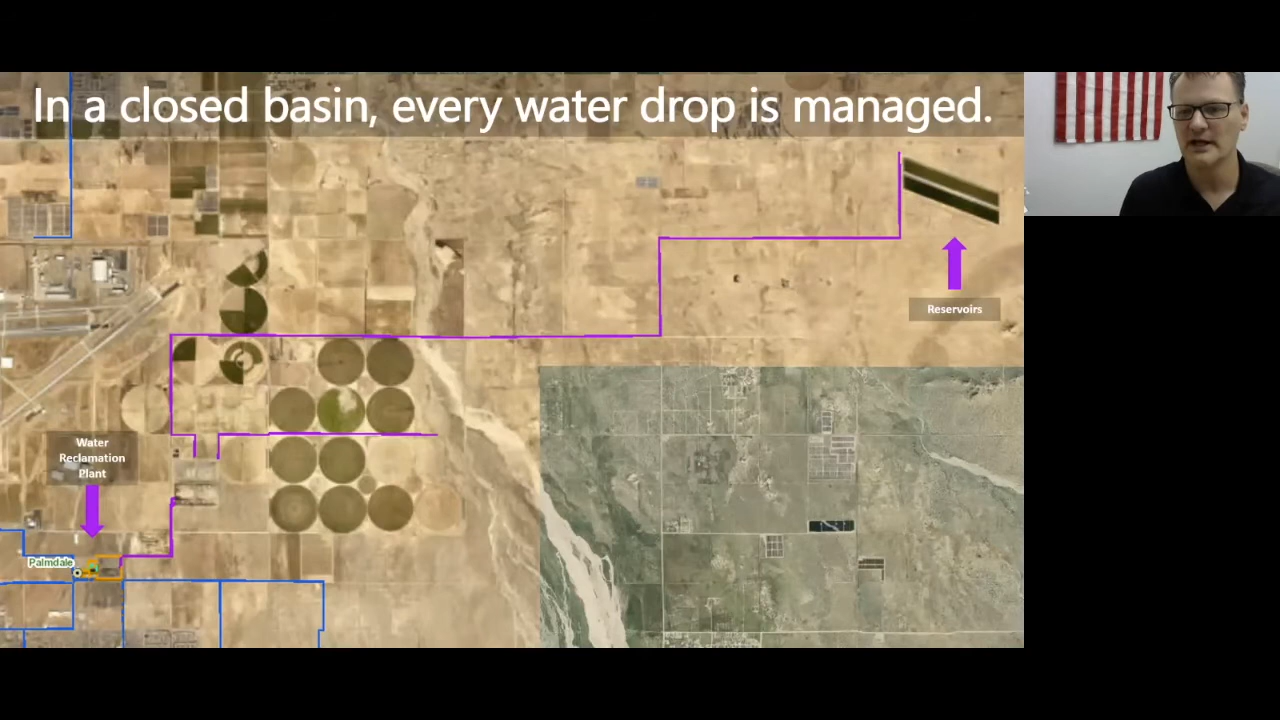 In a closed basin, every water drop is managed.
Reservoirs
Water
Reclamation
Plant
Palmdale